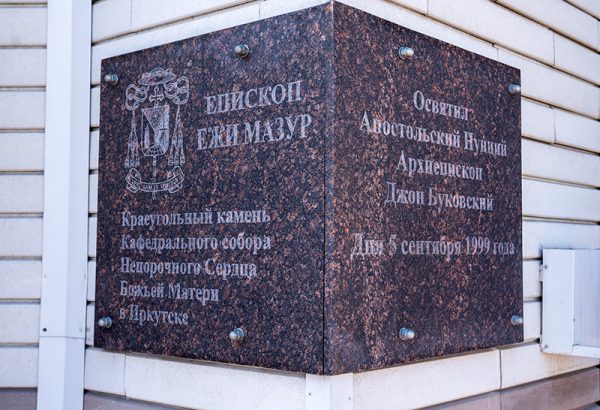 ЕПИСКОП
ЕЖИ МАЗУР
Краеугольный камень
Кафедрального собора
Непорочного Сердца
Божьей Матери
в Иркутске
Освятил
Апостольский Нунций
Архиепископ
Джон Буковский
Дня 5 сентября 1999 года